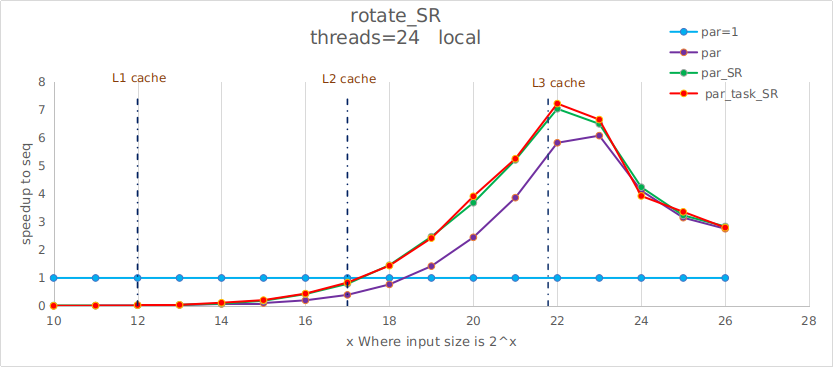 rotate_SR
threads=24 local
par=1
par
par_SR
par_task_SR
L1 cache
L2 cache
L3 cache
speedup to seq
8
7
6
5
4
3
2
1
0
10 12 14 16 18 20 22 24 26 28
x Where input size is 2^x